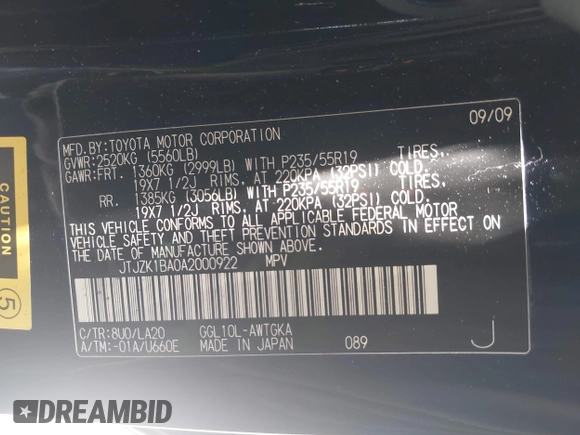 09/09
MFD.BY:TOYOTA MOTOR CORPORATION
GVWR:2520KG (5560LB)
GAWR:FRT. 1360KG (2999LB) WITH P235/55R19 TIRES,
19X7 1/2J RIMS, AT 220KPA (32PSI) COLD.
RR. 1385KG (3056LB) WITH P235/55R19 TIRES,
19X7 1/2J RIMS, AT 220KPA (32PSI) COLD.
THIS VEHICLE CONFORMS TO ALL APPLICABLE FEDERAL MOTOR
VEHICLE SAFETY AND THEFT PREVENTION STANDARDS IN EFFECT ON
THE DATE OF MANUFACTURE SHOWN ABOVE.
JTJZK1BA0A2000922 MPV
C/TR:8U0/LA20 GGL10L-AWTGKA
A/TM:-01A/U660E MADE IN JAPAN 089 J
CAUTION
5
DREAMBID